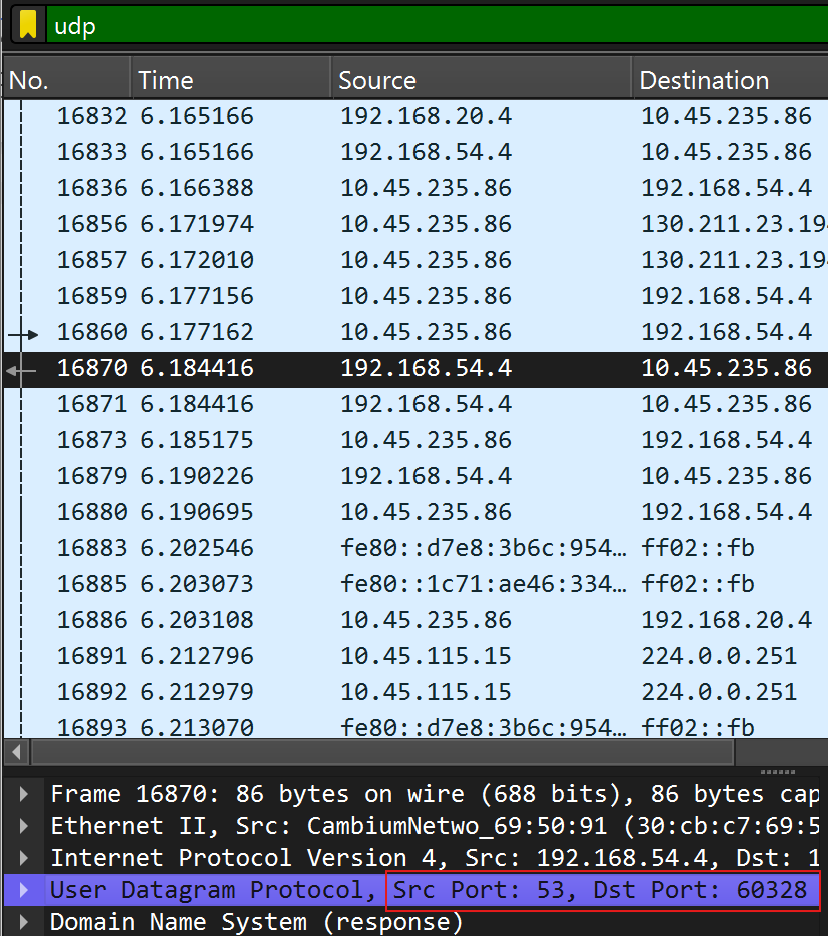 udp
No. Time Source Destination
16832 6.165166 192.168.20.4 10.45.235.86
16833 6.165166 192.168.54.4 10.45.235.86
16836 6.166388 10.45.235.86 192.168.54.4
16856 6.171974 10.45.235.86 130.211.23.194
16857 6.172010 10.45.235.86 130.211.23.194
16859 6.177156 10.45.235.86 192.168.54.4
16860 6.177162 10.45.235.86 192.168.54.4
16870 6.184416 192.168.54.4 10.45.235.86
16871 6.184416 192.168.54.4 10.45.235.86
16873 6.185175 10.45.235.86 192.168.54.4
16879 6.190226 192.168.54.4 10.45.235.86
16880 6.190695 10.45.235.86 192.168.54.4
16883 6.202546 fe80::d7e8:3b6c:954… ff02::fb
16885 6.203073 fe80::1c71:ae46:334… ff02::fb
16886 6.203108 10.45.235.86 192.168.20.4
16891 6.212796 10.45.115.15 224.0.0.251
16892 6.212979 10.45.115.15 224.0.0.251
16893 6.213070 fe80::d7e8:3b6c:954… ff02::fb
Frame 16870: 86 bytes on wire (688 bits), 86 bytes cap
Ethernet II, Src: CambiumNetwo_69:50:91 (30:cb:c7:69:5
Internet Protocol Version 4, Src: 192.168.54.4, Dst: 1
User Datagram Protocol, Src Port: 53, Dst Port: 60328
Domain Name System (response)